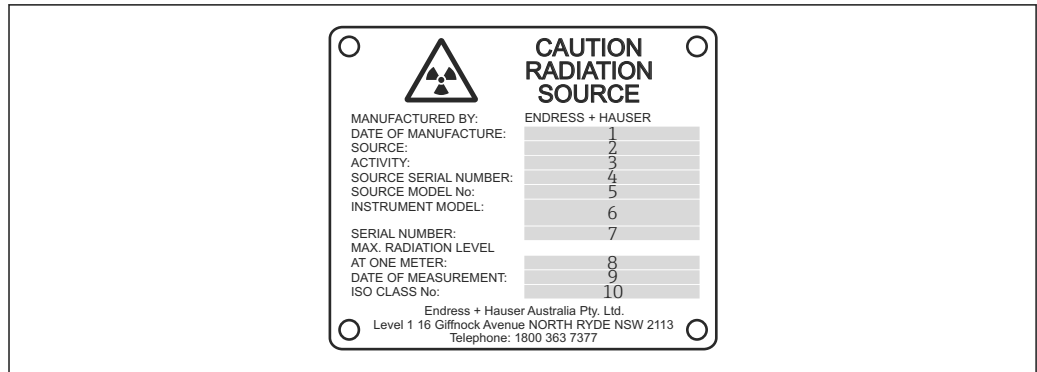 CAUTION
RADIATION
SOURCE
MANUFACTURED BY: ENDRESS + HAUSER
DATE OF MANUFACTURE: 1
SOURCE: 2
ACTIVITY: 3
SOURCE SERIAL NUMBER: 4
SOURCE MODEL No: 5
INSTRUMENT MODEL: 6
SERIAL NUMBER: 7
MAX. RADIATION LEVEL
AT ONE METER: 8
DATE OF MEASUREMENT: 9
ISO CLASS No: 10
Endress + Hauser Australia Pty. Ltd.
Level 1 16 Giffnock Avenue NORTH RYDE NSW 2113
Telephone: 1800 363 7377